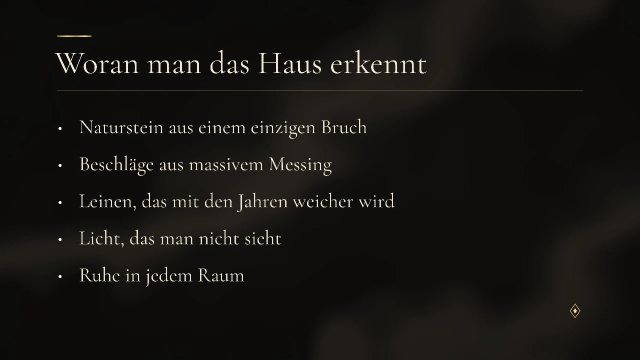 Woran man das Haus erkennt
• Naturstein aus einem einzigen Bruch
• Beschläge aus massivem Messing
• Leinen, das mit den Jahren weicher wird
• Licht, das man nicht sieht
• Ruhe in jedem Raum